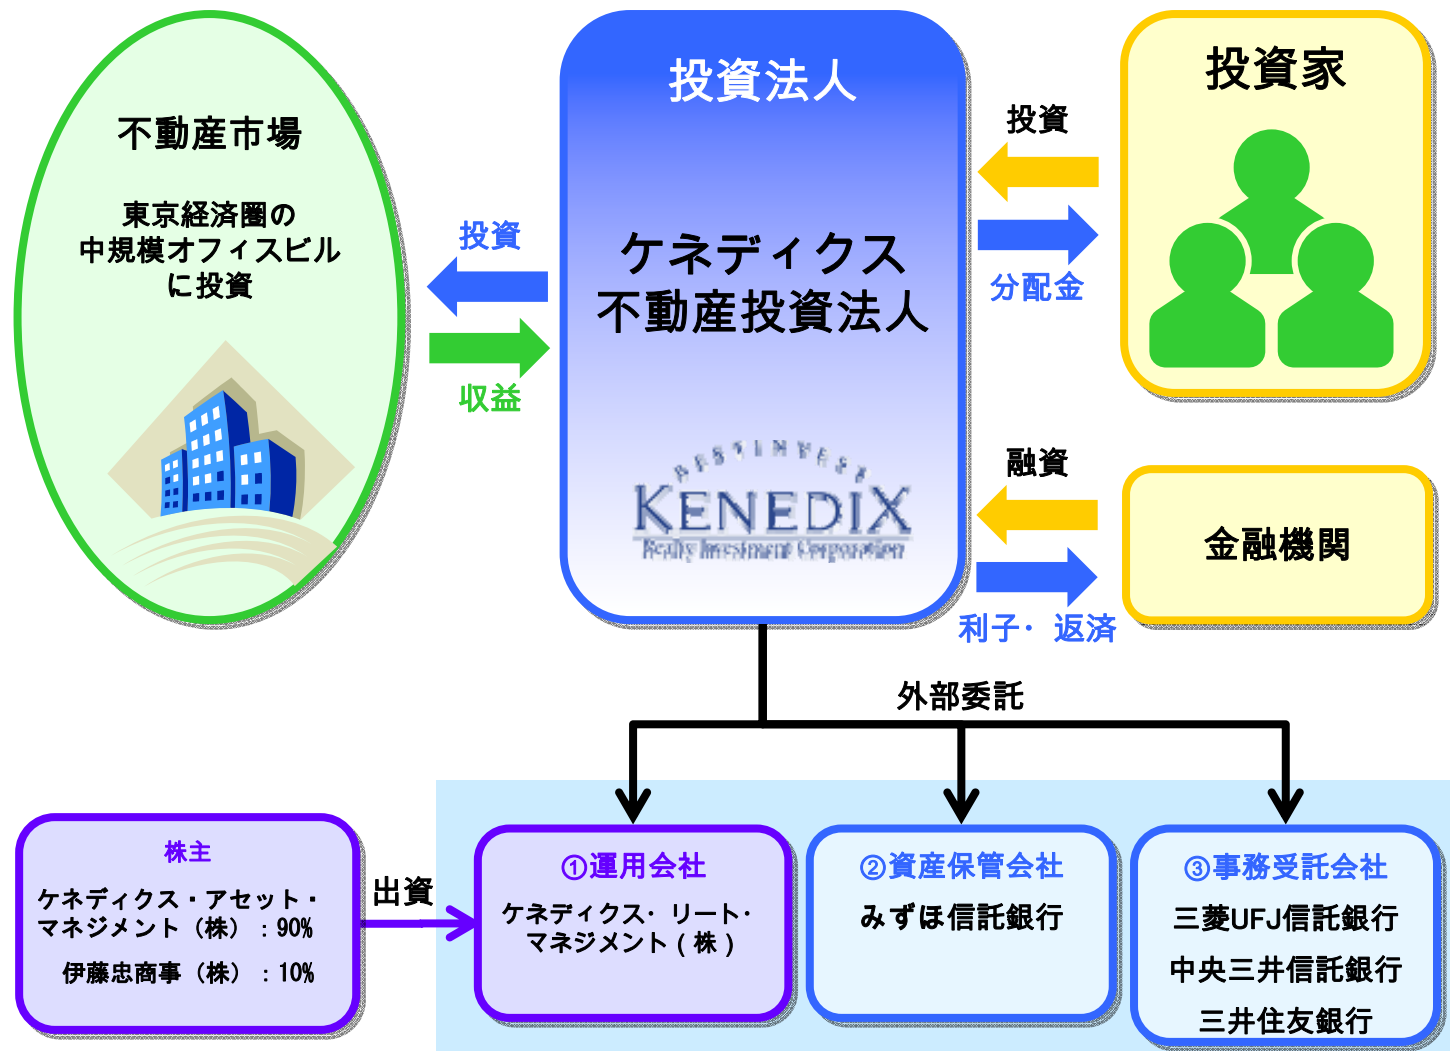 不動産市場
東京経済圏の
中規模オフィスビル
に投資
投資
収益
投資法人
ケネディクス
不動産投資法人
BESTINVEST
KENEDIX
Realty Investment Corporation
投資
分配金
投資家
融資
利子・返済
金融機関
外部委託
株主
ケネディクス・アセット・
マネジメント（株）：90%
伊藤忠商事（株）：10%
出資
①運用会社
ケネディクス・リート・
マネジメント(株)
②資産保管会社
みずほ信託銀行
③事務受託会社
三菱UFJ信託銀行
中央三井信託銀行
三井住友銀行